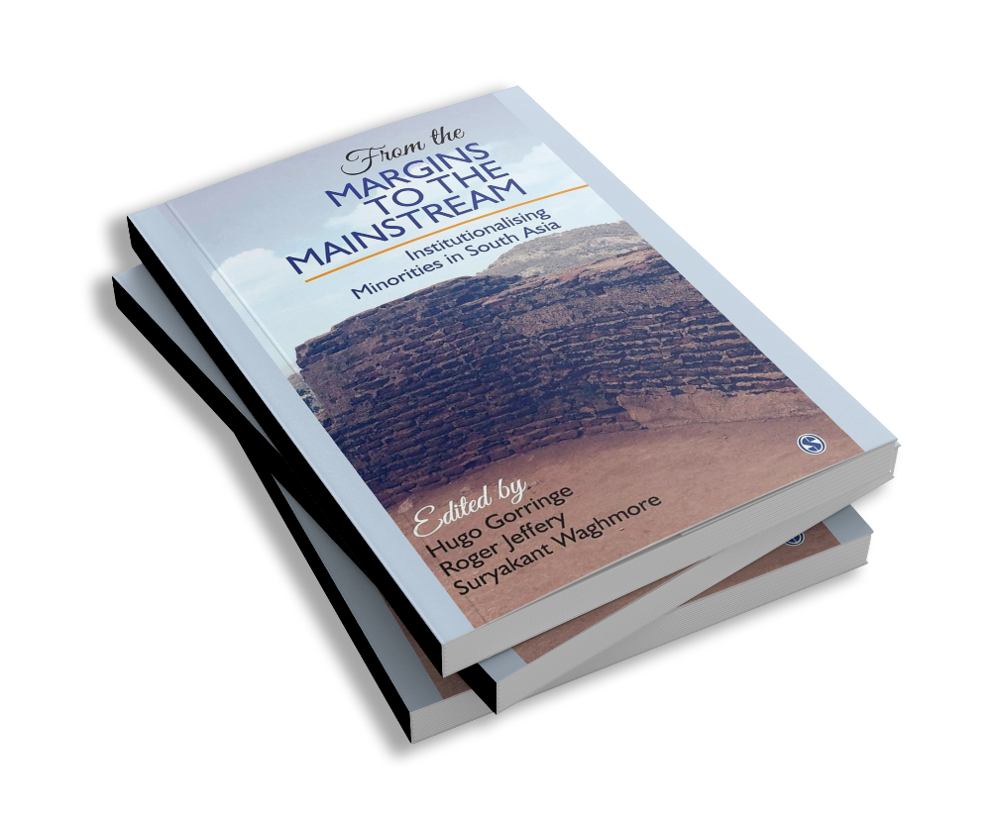 From the
MARGINS
TO THE
MAINSTREAM
Institutionalising
Minorities in South Asia
Edited by
Hugo Gorringe
Roger Jeffery
Suryakant Waghmore